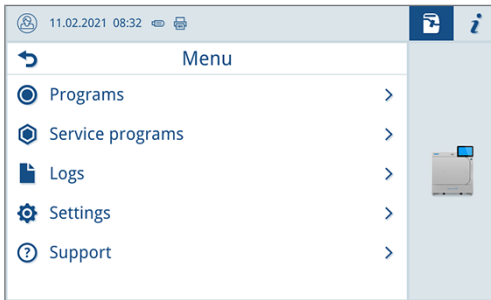 11.02.2021 08:32
i
Menu
Programs
Service programs
Logs
Settings
? Support